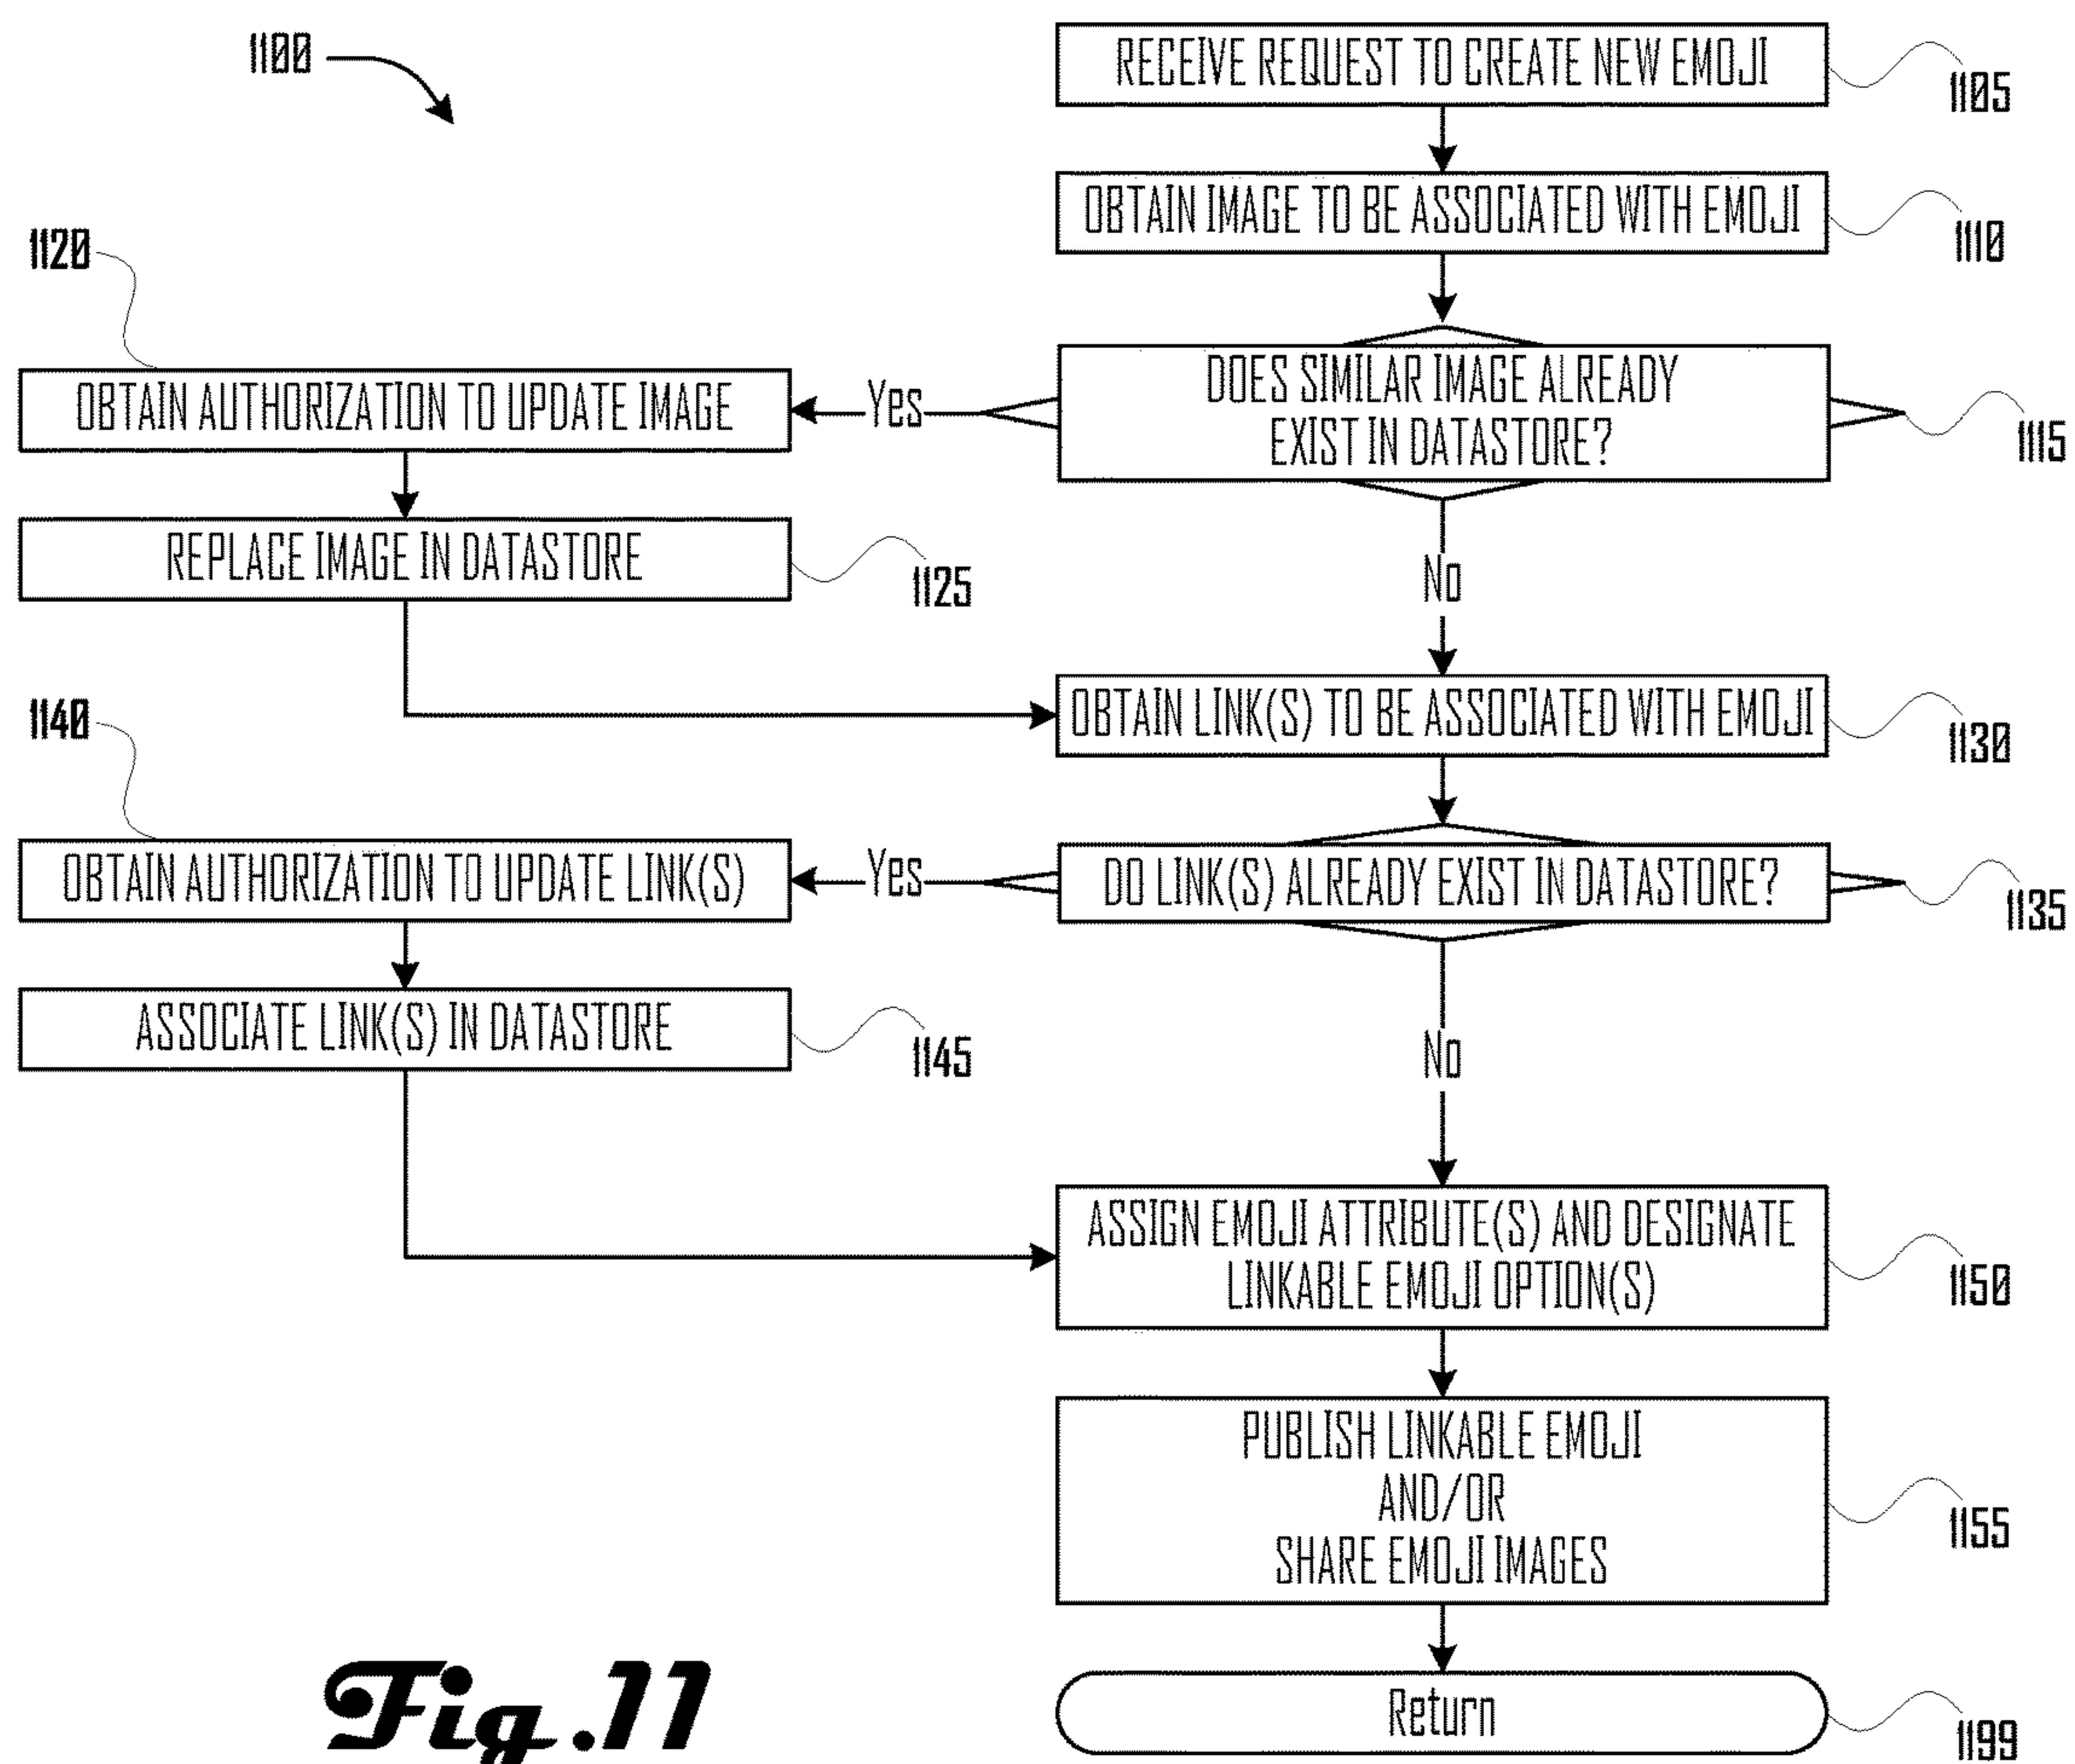 1100
RECEIVE REQUEST TO CREATE NEW EMOJI
1105
OBTAIN IMAGE TO BE ASSOCIATED WITH EMOJI
1110
1120
OBTAIN AUTHORIZATION TO UPDATE IMAGE
Yes
DOES SIMILAR IMAGE ALREADY
EXIST IN DATASTORE?
1115
REPLACE IMAGE IN DATASTORE
1125
No
OBTAIN LINK(S) TO BE ASSOCIATED WITH EMOJI
1130
1140
OBTAIN AUTHORIZATION TO UPDATE LINK(S)
Yes
DO LINK(S) ALREADY EXIST IN DATASTORE?
1135
ASSOCIATE LINK(S) IN DATASTORE
1145
No
ASSIGN EMOJI ATTRIBUTE(S) AND DESIGNATE
LINKABLE EMOJI OPTION(S)
1150
PUBLISH LINKABLE EMOJI
AND/OR
SHARE EMOJI IMAGES
1155
Return
1199
Fig.11